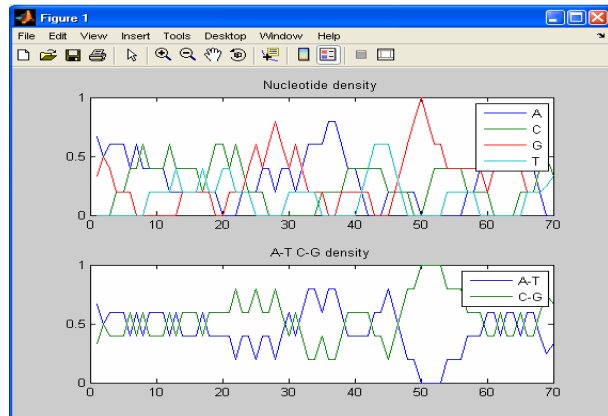 Figure 1
File Edit View Insert Tools Desktop Window Help
Nucleotide density
1
0.5
0
0 10 20 30 40 50 60 70
A
C
G
T
A-T C-G density
1
0.5
0
0 10 20 30 40 50 60 70
A-T
C-G